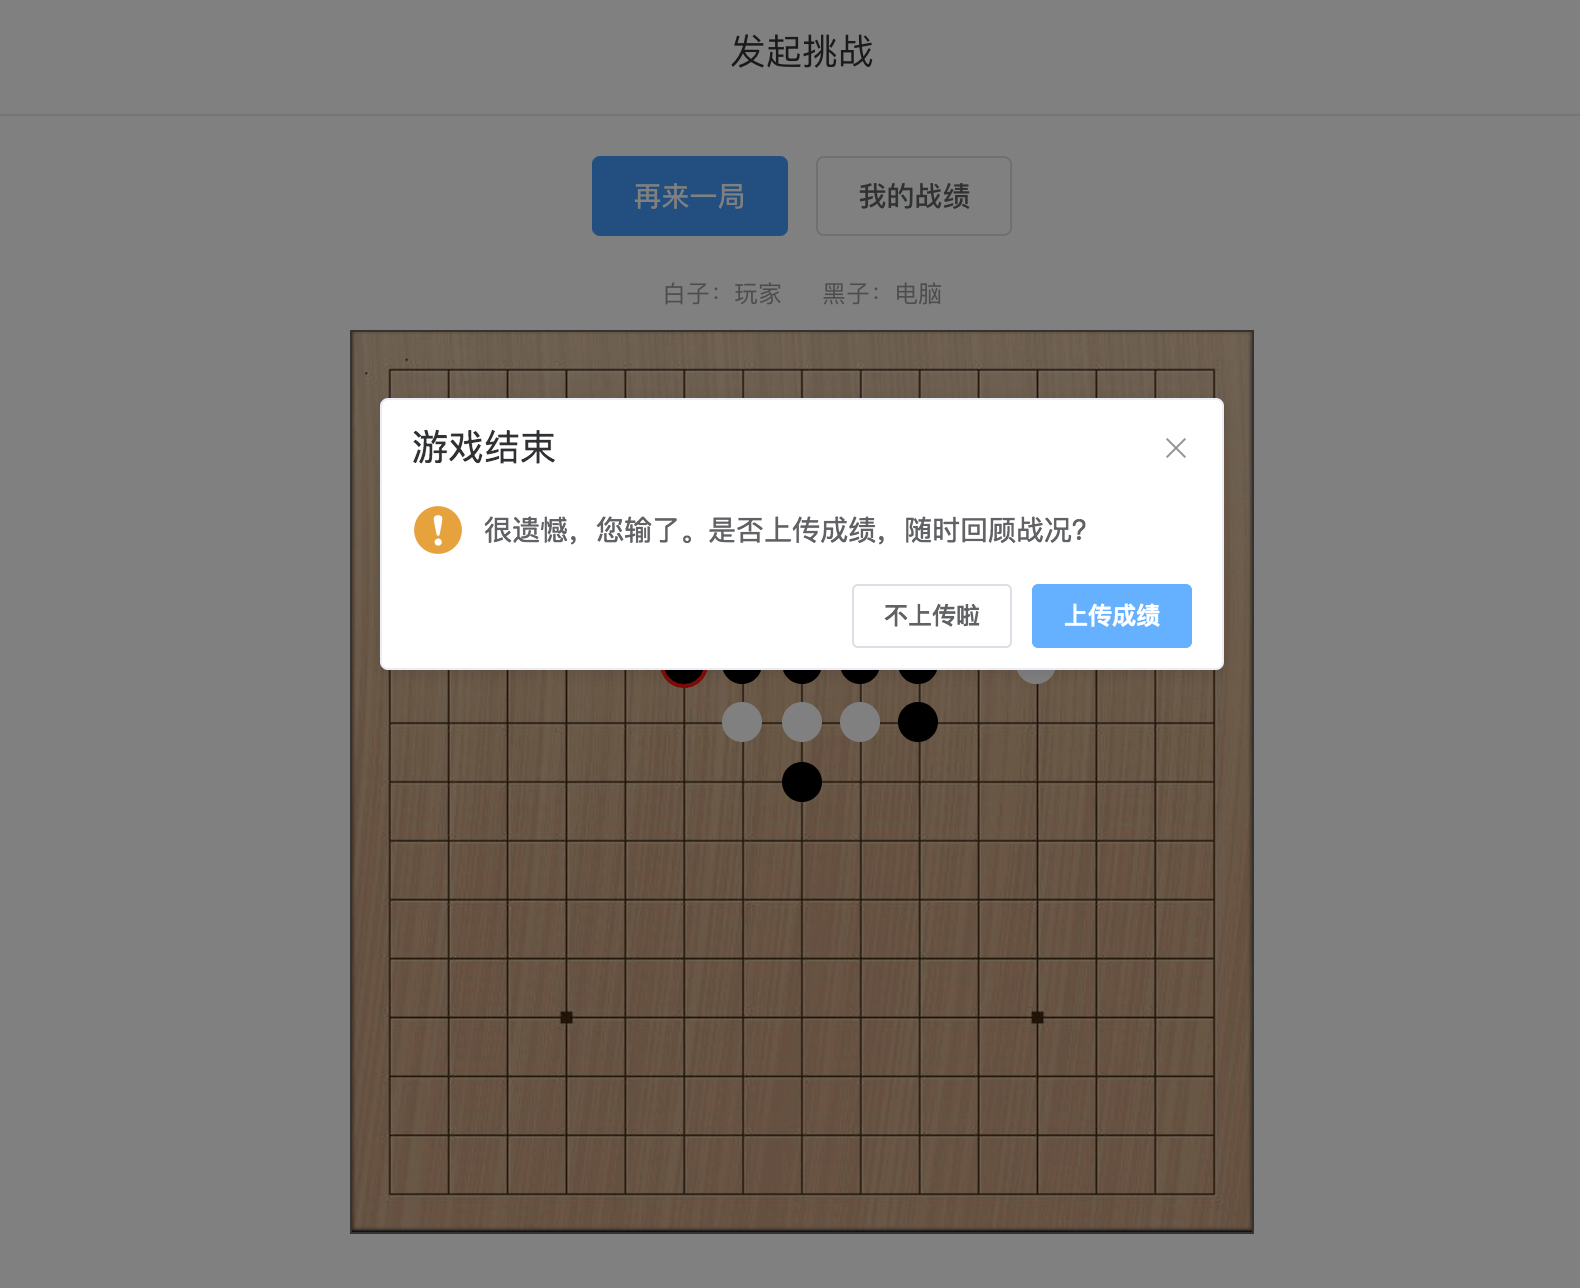 发起挑战
再来一局
我的战绩
白子：玩家 黑子：电脑
游戏结束
很遗憾，您输了。是否上传成绩，随时回顾战况？
不上传啦
上传成绩